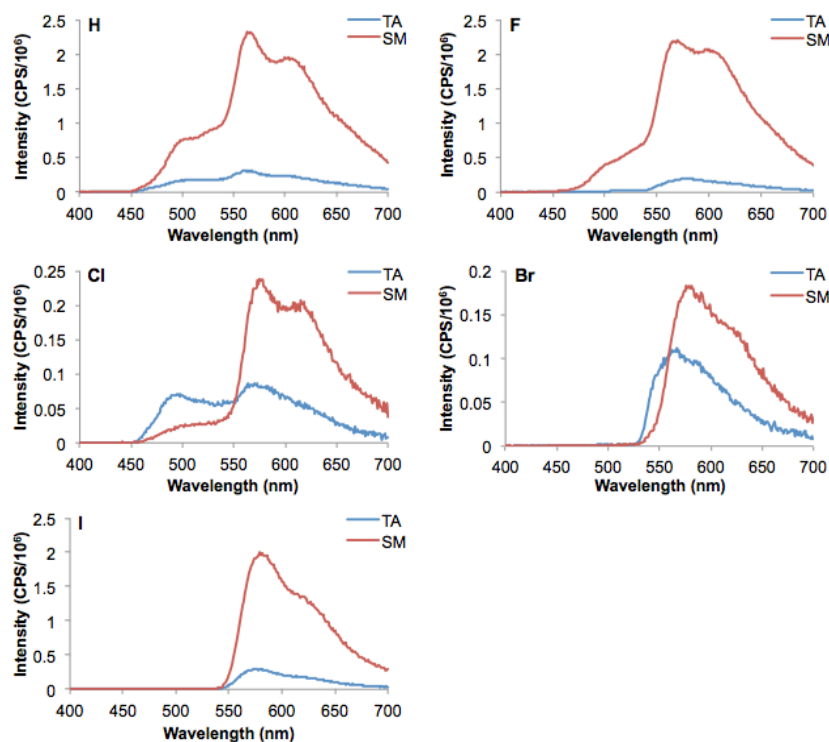 H
TA
SM
Intensity (CPS/10⁶)
2.5
2
1.5
1
0.5
0
400 450 500 550 600 650 700
Wavelength (nm)
F
TA
SM
Intensity (CPS/10⁶)
2.5
2
1.5
1
0.5
0
400 450 500 550 600 650 700
Wavelength (nm)
Cl
TA
SM
Intensity (CPS/10⁶)
0.25
0.2
0.15
0.1
0.05
0
400 450 500 550 600 650 700
Wavelength (nm)
Br
TA
SM
Intensity (CPS/10⁶)
0.2
0.15
0.1
0.05
0
400 450 500 550 600 650 700
Wavelength (nm)
I
TA
SM
Intensity (CPS/10⁶)
2.5
2
1.5
1
0.5
0
400 450 500 550 600 650 700
Wavelength (nm)